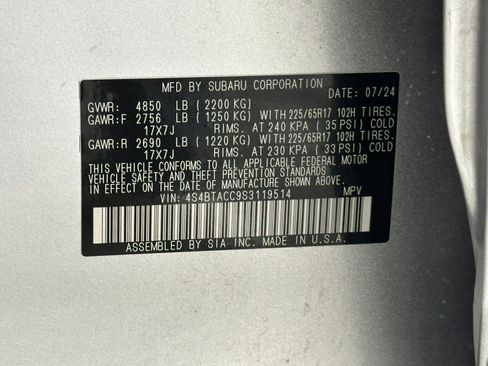 MFD BY SUBARU CORPORATION
DATE: 07/24
GVWR: 4850 LB (2200 KG)
GAWR:F 2756 LB (1250 KG) WITH 225/65R17 102H TIRES.
17X7J RIMS. AT 240 KPA (35 PSI) COLD
GAWR:R 2690 LB (1220 KG) WITH 225/65R17 102H TIRES.
17X7J RIMS. AT 230 KPA (33 PSI) COLD
THIS VEHICLE CONFORMS TO ALL APPLICABLE FEDERAL MOTOR
VEHICLE SAFETY AND THEFT PREVENTION STANDARDS
IN EFFECT ON THE DATE OF MANUFACTURE SHOWN ABOVE.
VIN: 4S4BTACC9S3119514 MPV
ASSEMBLED BY SIA INC. MADE IN U.S.A.